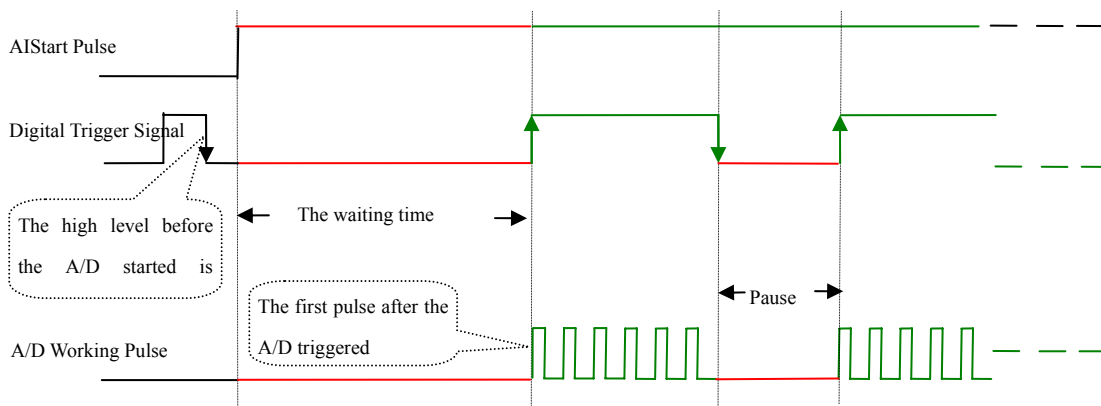 AIStart Pulse
Digital Trigger Signal
The high level before
the A/D started is
The waiting time
The first pulse after the
A/D triggered
Pause
A/D Working Pulse